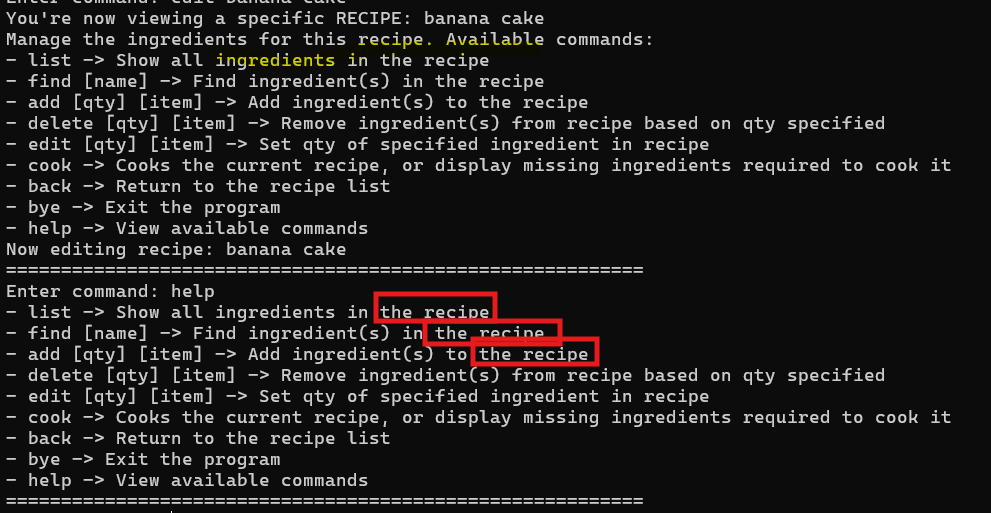 Enter command: edit banana cake
You're now viewing a specific RECIPE: banana cake
Manage the ingredients for this recipe. Available commands:
- list -> Show all ingredients in the recipe
- find [name] -> Find ingredient(s) in the recipe
- add [qty] [item] -> Add ingredient(s) to the recipe
- delete [qty] [item] -> Remove ingredient(s) from recipe based on qty specified
- edit [qty] [item] -> Set qty of specified ingredient in recipe
- cook -> Cooks the current recipe, or display missing ingredients required to cook it
- back -> Return to the recipe list
- bye -> Exit the program
- help -> View available commands
Now editing recipe: banana cake
==========================================================
Enter command: help
- list -> Show all ingredients in the recipe
- find [name] -> Find ingredient(s) in the recipe
- add [qty] [item] -> Add ingredient(s) to the recipe
- delete [qty] [item] -> Remove ingredient(s) from recipe based on qty specified
- edit [qty] [item] -> Set qty of specified ingredient in recipe
- cook -> Cooks the current recipe, or display missing ingredients required to cook it
- back -> Return to the recipe list
- bye -> Exit the program
- help -> View available commands
==========================================================